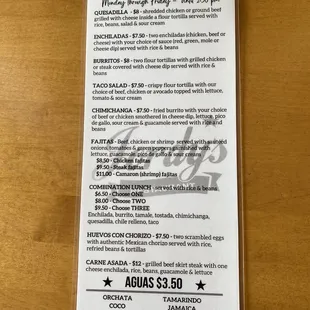 Monday through Friday - until 3:00 pm
QUESADILLA - $8 - shredded chicken or ground beef
grilled with cheese inside a flour tortilla served with
rice, beans, salad & sour cream
ENCHILADAS - $7.50 - two enchiladas (chicken, beef or
cheese) with your choice of sauce (red, green, mole or
cheese dip) served with rice & beans
BURRITOS - $8 - two flour tortillas with grilled chicken
or steak covered with cheese dip served with rice &
beans
TACO SALAD - $7.50 - crispy flour tortilla with our
choice of beef, chicken or avocado topped with lettuce,
tomato & sour cream
CHIMICHANGA - $7.50 - fried burrito with your choice
of beef or chicken smothered in cheese dip, lettuce, pico
de gallo, sour cream & guacamole served with rice and
beans
Jardy's
FAJITAS - Beef, chicken or shrimp served with sauteed
onions, tomatoes & green peppers garnished with
lettuce, guacamole, pico de gallo & sour cream
$8.50 - Chicken fajitas
$9.50 - Steak fajitas
$11.00 - Camaron (shrimp) fajitas
COMBINATION LUNCH - served with rice & beans
$6.50 - Choose ONE
$8.00 - Choose TWO
$9.50 - Choose THREE
Enchilada, burrito, tamale, tostada, chimichanga,
quesadilla, chile relleno, taco
HUEVOS CON CHORIZO - $7.50 - two scrambled eggs
with authentic Mexican chorizo served with rice,
refried beans & tortillas
CARNE ASADA - $12 - grilled beef skirt steak with one
cheese enchilada, rice, beans, guacamole & lettuce
AGUAS $3.50
ORCHATA TAMARINDO
COCO JAMAICA